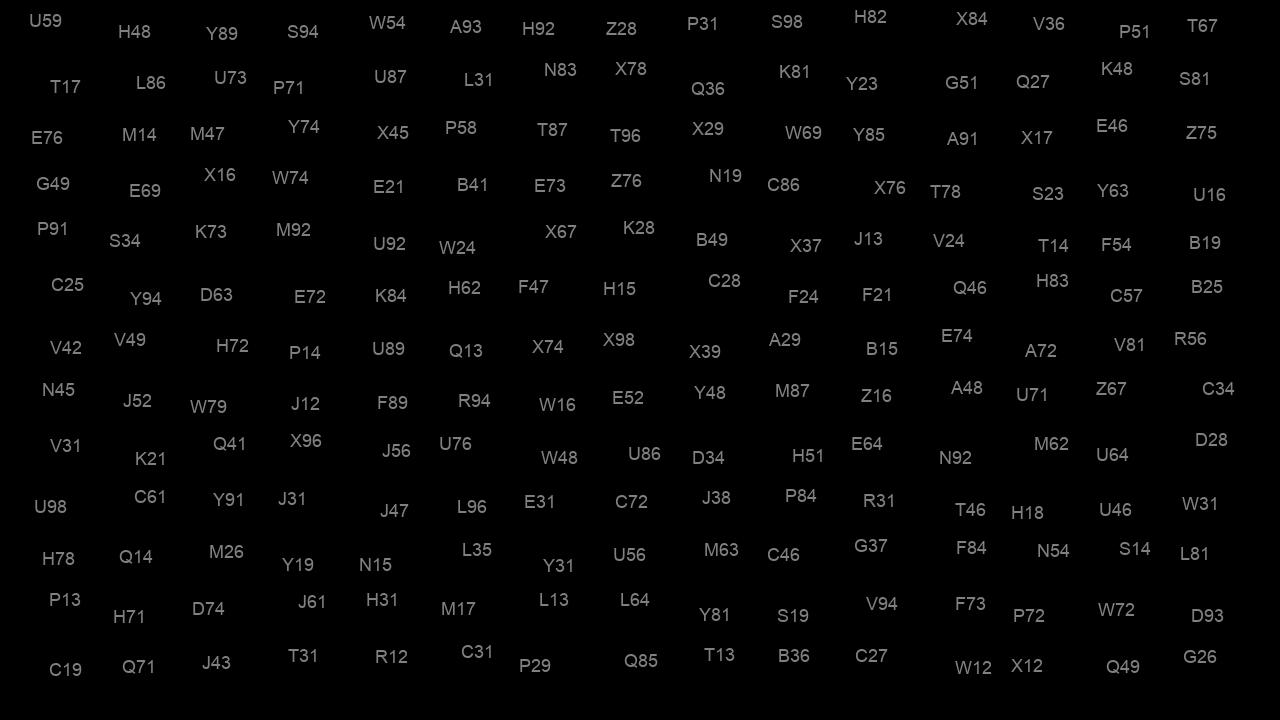 U59 H48 Y89 S94 W54 A93 H92 Z28 P31 S98 H82 X84 V36 P51 T67
T17 L86 U73 P71 U87 L31 N83 X78 Q36 K81 Y23 G51 Q27 K48 S81
E76 M14 M47 Y74 X45 P58 T87 T96 X29 W69 Y85 A91 X17 E46 Z75
G49 E69 X16 W74 E21 B41 E73 Z76 N19 C86 X76 T78 S23 Y63 U16
P91 S34 K73 M92 U92 W24 X67 K28 B49 X37 J13 V24 T14 F54 B19
C25 Y94 D63 E72 K84 H62 F47 H15 C28 F24 F21 Q46 H83 C57 B25
V42 V49 H72 P14 U89 Q13 X74 X98 X39 A29 B15 E74 A72 V81 R56
N45 J52 W79 J12 F89 R94 W16 E52 Y48 M87 Z16 A48 U71 Z67 C34
V31 K21 Q41 X96 J56 U76 W48 U86 D34 H51 E64 N92 M62 U64 D28
U98 C61 Y91 J31 J47 L96 E31 C72 J38 P84 R31 T46 H18 U46 W31
H78 Q14 M26 Y19 N15 L35 Y31 U56 M63 C46 G37 F84 N54 S14 L81
P13 H71 D74 J61 H31 M17 L13 L64 Y81 S19 V94 F73 P72 W72 D93
C19 Q71 J43 T31 R12 C31 P29 Q85 T13 B36 C27 W12 X12 Q49 G26